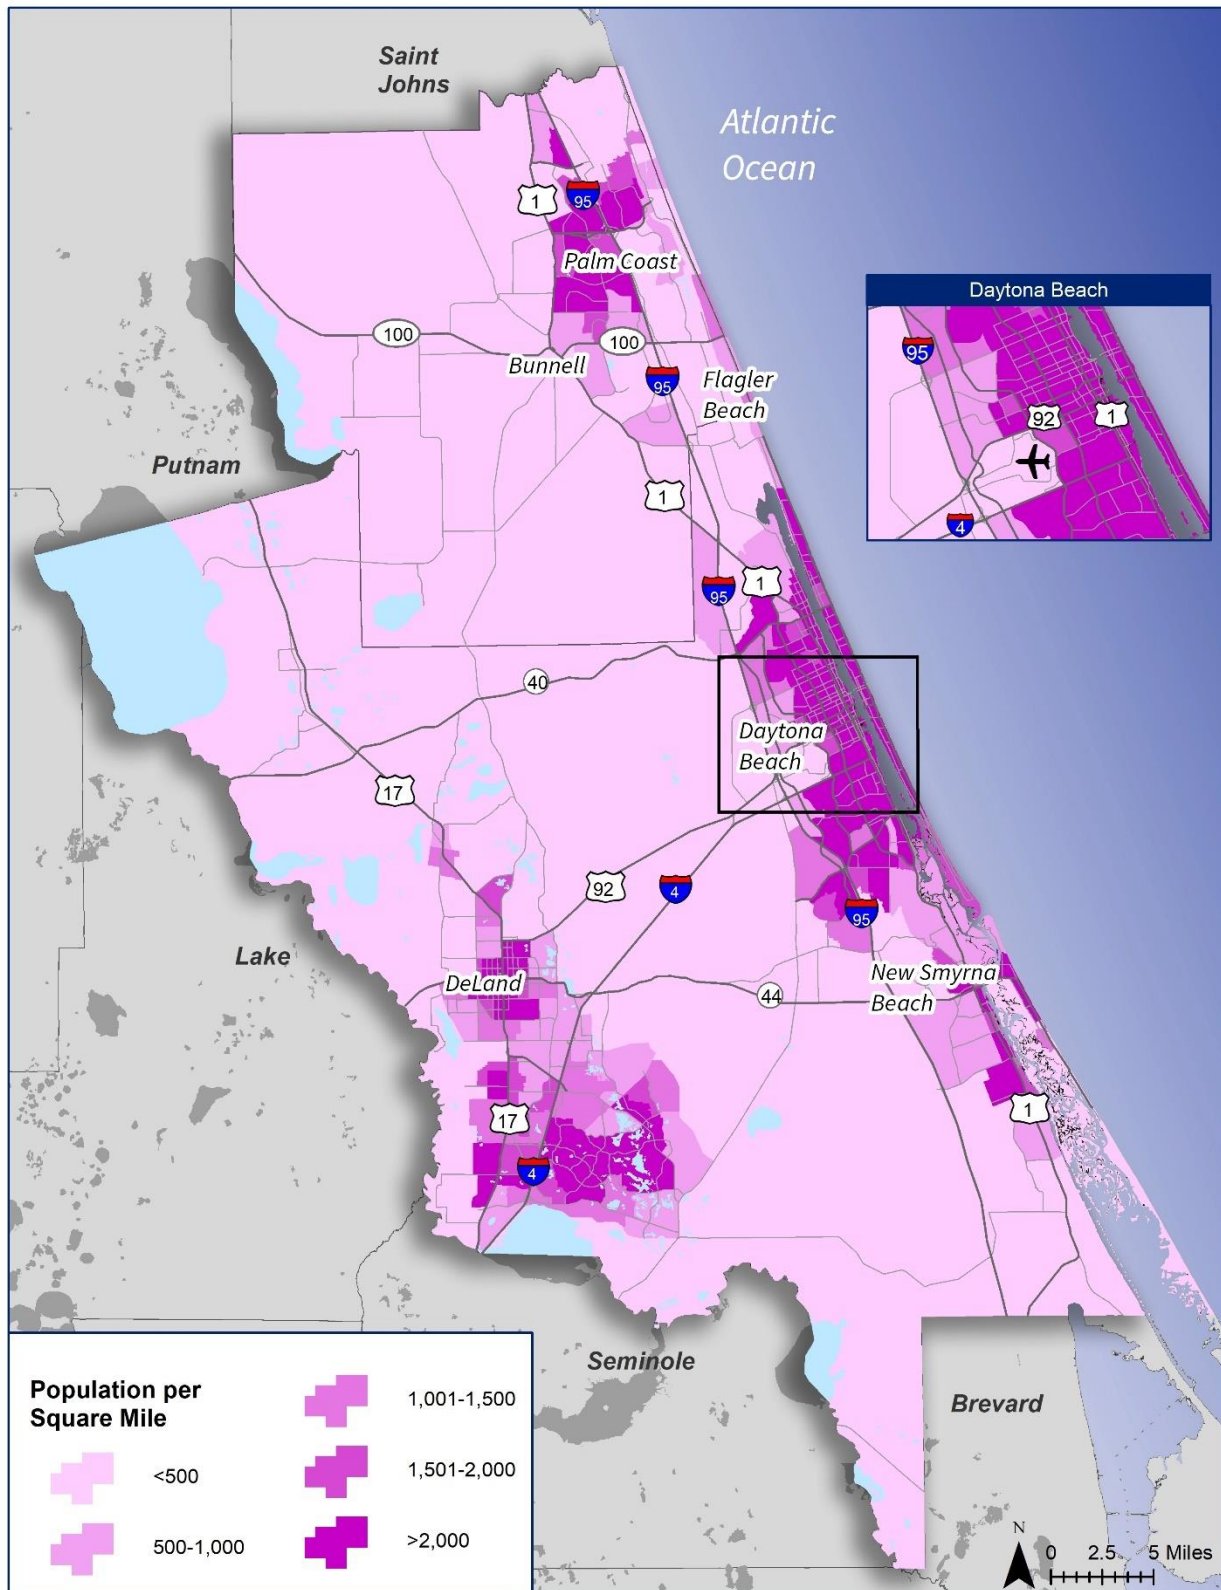 Saint
Johns
Atlantic
Ocean
1
95
Palm Coast
Daytona Beach
95
92
1
4
100
100
Bunnell
95
Flagler
Beach
Putnam
1
1
95
40
Daytona
Beach
17
92
4
95
Lake
DeLand
New Smyrna
Beach
44
1
17
4
Seminole
Brevard
Population per
Square Mile
<500
500-1,000
1,001-1,500
1,501-2,000
>2,000
N
0 2.5 5 Miles